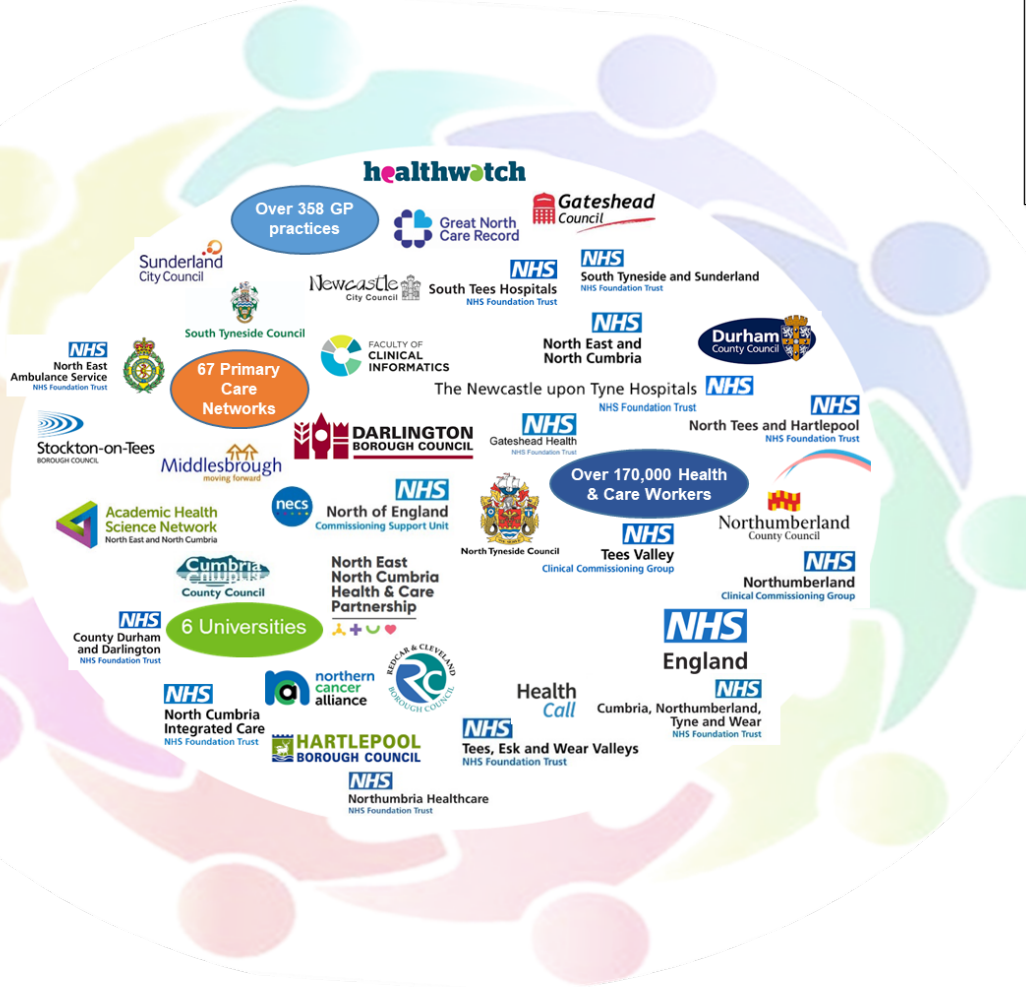 healthwatch
Over 358 GP
practices
Great North
Care Record
Gateshead
Council
Sunderland
City Council
South Tyneside Council
Newcastle
City Council
NHS
South Tees Hospitals
NHS Foundation Trust
NHS
South Tyneside and Sunderland
NHS Foundation Trust
NHS
North East and
North Cumbria
Durham
County Council
NHS
North East
Ambulance Service
NHS Foundation Trust
67 Primary
Care
Networks
FACULTY OF
CLINICAL
INFORMATICS
The Newcastle upon Tyne Hospitals
NHS
NHS Foundation Trust
NHS
North Tees and Hartlepool
NHS Foundation Trust
Stockton-on-Tees
BOROUGH COUNCIL
Middlesbrough
moving forward
DARLINGTON
BOROUGH COUNCIL
NHS
Gateshead Health
NHS Foundation Trust
Over 170,000 Health
& Care Workers
Academic Health
Science Network
North East and North Cumbria
necs
NHS
North of England
Commissioning Support Unit
North Tyneside Council
NHS
Tees Valley
Clinical Commissioning Group
Northumberland
County Council
NHS
Northumberland
Clinical Commissioning Group
Cumbria
County Council
North East
North Cumbria
Health & Care
Partnership
NHS
County Durham
and Darlington
NHS Foundation Trust
6 Universities
NHS
England
northern
cancer
alliance
REDCAR & CLEVELAND
BOROUGH COUNCIL
Health
Call
NHS
Cumbria, Northumberland,
Tyne and Wear
NHS Foundation Trust
NHS
North Cumbria
Integrated Care
NHS Foundation Trust
HARTLEPOOL
BOROUGH COUNCIL
NHS
Tees, Esk and Wear Valleys
NHS Foundation Trust
NHS
Northumbria Healthcare
NHS Foundation Trust